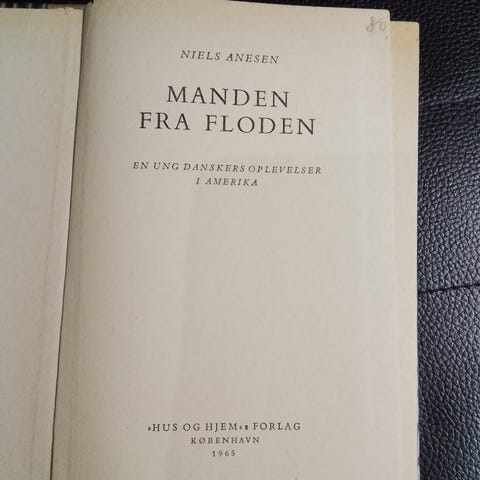 80,
NIELS ANESEN
MANDEN
FRA FLODEN
EN UNG DANSKERS OPLEVELSER
I AMERIKA
»HUS OG HJEM«s FORLAG
KØBENHAVN
1965